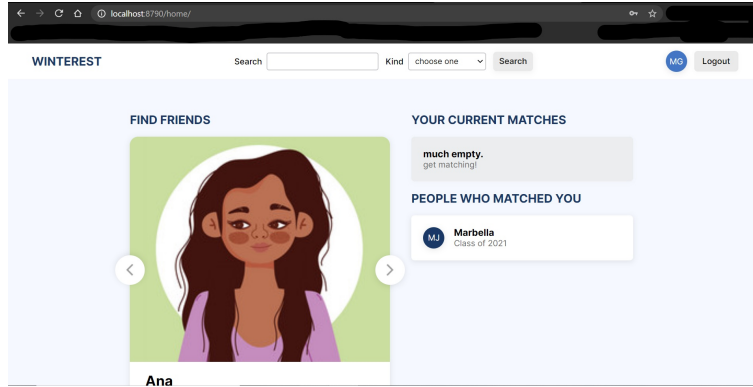 localhost:8790/home/
WINTEREST
Search
Kind
choose one
Search
MG
Logout
FIND FRIENDS
Ana
YOUR CURRENT MATCHES
much empty.
get matching!
PEOPLE WHO MATCHED YOU
MJ
Marbella
Class of 2021